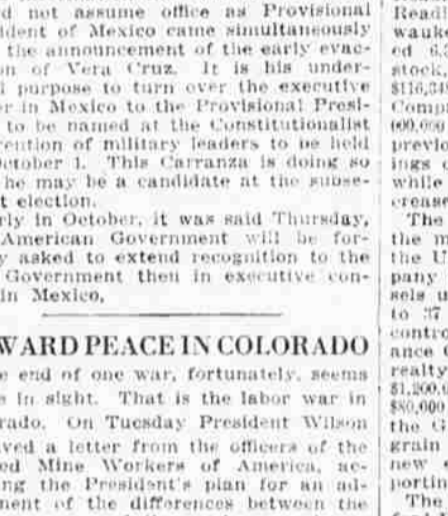 d not assume office as Provisional
ident of Mexico came simultaneously
the announcement of the early evac-
on of Vera Cruz. It is his under-
d purpose to turn over the executive
er in Mexico to the Provisional Presi-
to be named at the Constitutionalist
vention of military leaders to be held
October 1. This Carranza is doing so
he may be a candidate at the subse-
t election.
rly in October, it was said Thursday,
American Government will be for-
y asked to extend recognition to the
Government then in executive con-
in Mexico.
WARD PEACE IN COLORADO
e end of one war, fortunately, seems
e in sight. That is the labor war in
rado. On Tuesday President Wilson
ived a letter from the officers of the
ed Mine Workers of America, ac-
ing the President's plan for an ad-
ment of the differences between the
Readi
wauke
ed 6.3
stock.
$116,349
Comp
600,000
previo
ings
while
crease
The
the m
the U
pany
sels u
to 37
contro
ance
realty
$1,200,0
$80,000
the G
grain
new
portin
The